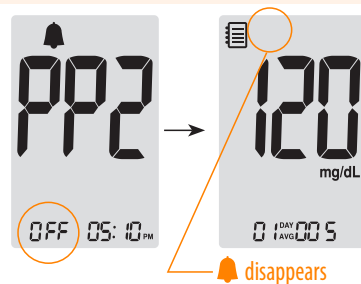 PP2
OFF 05:10 PM
120
mg/dL
01 DAY AVG 005
disappears